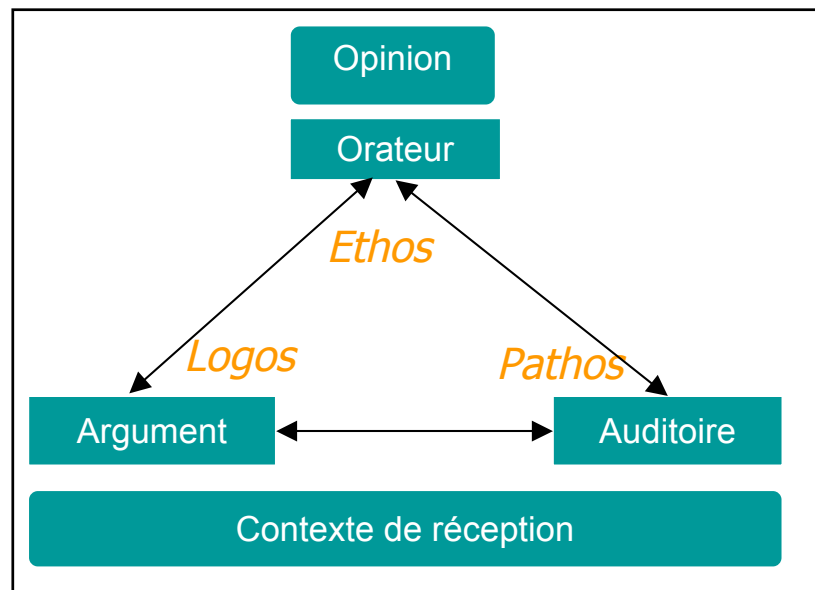 Opinion
Orateur
Ethos
Logos
Pathos
Argument
Auditoire
Contexte de réception